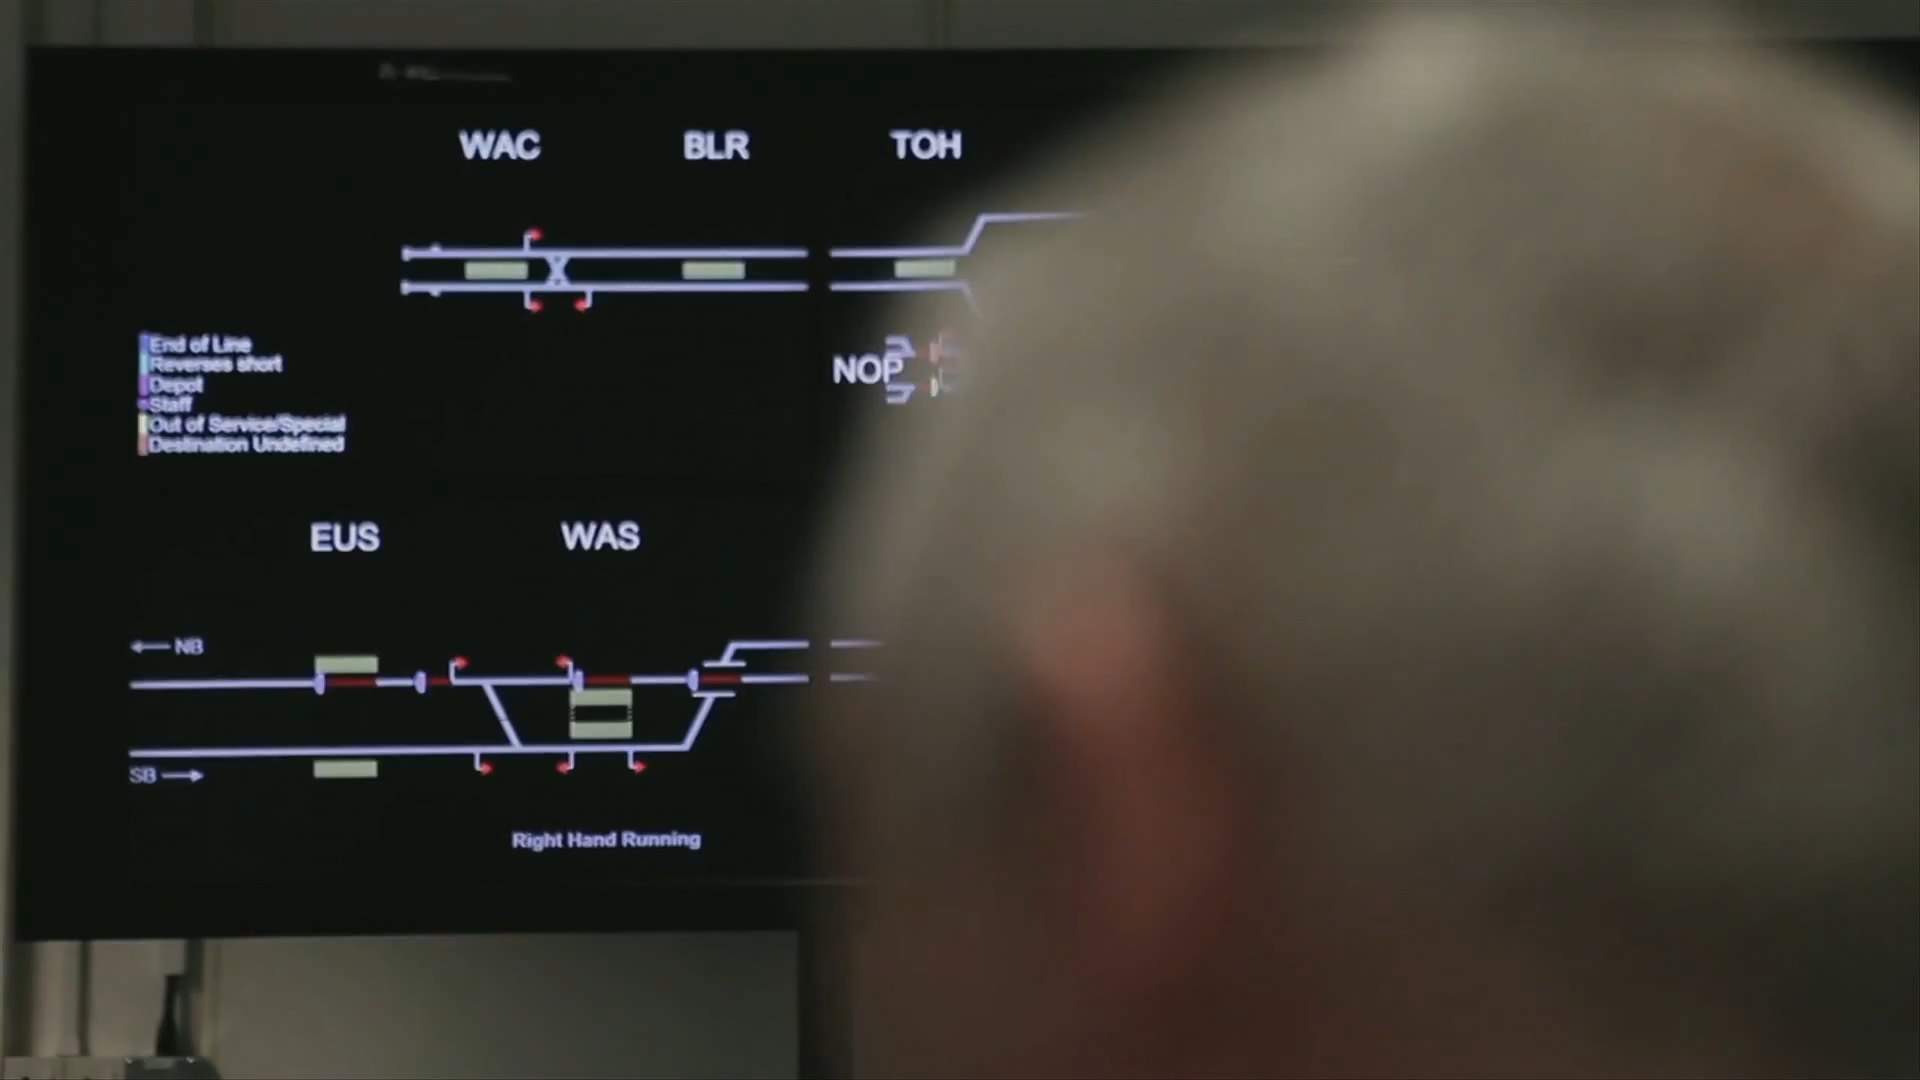 WAC BLR TOH
End of Line
Reverses short
Depot
Staff
Out of Service/Special
Destination Undefined
NOP
EUS WAS
NB
SB
Right Hand Running